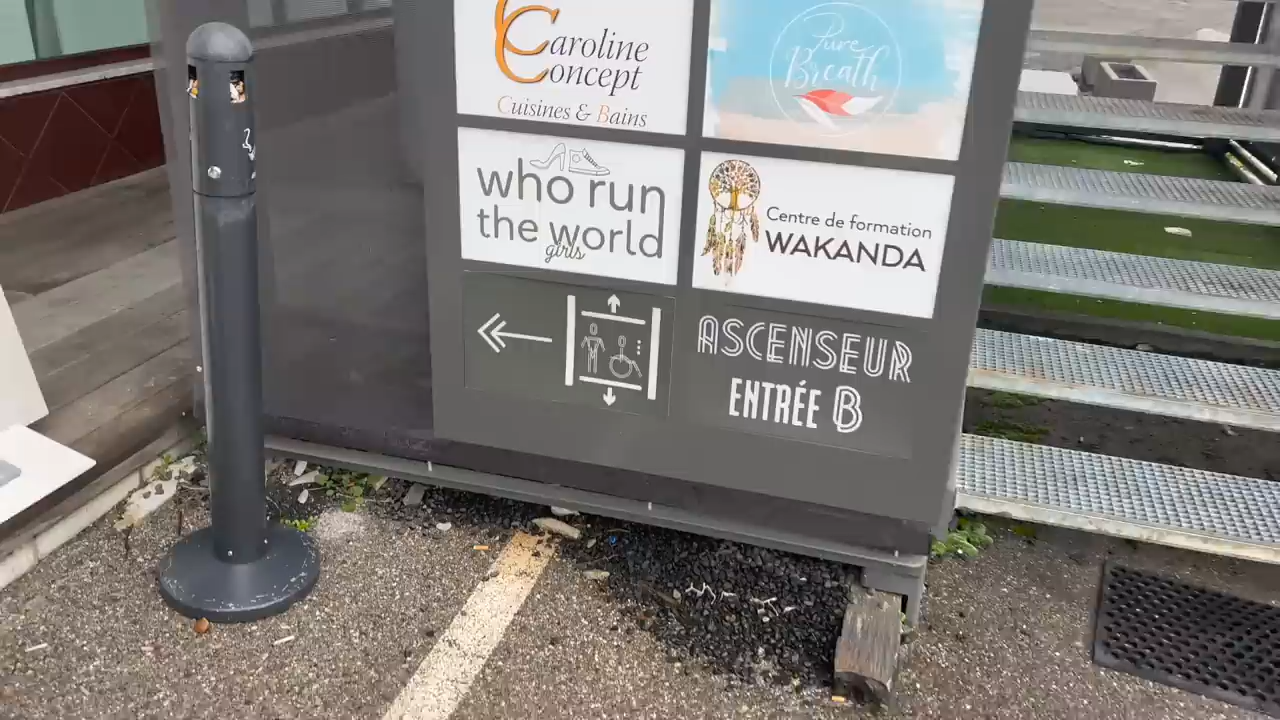 Caroline
Concept
Cuisines & Bains
Pure
Breath
who run
the world
girls
Centre de formation
WAKANDA
ASCENSEUR
ENTRÉE B